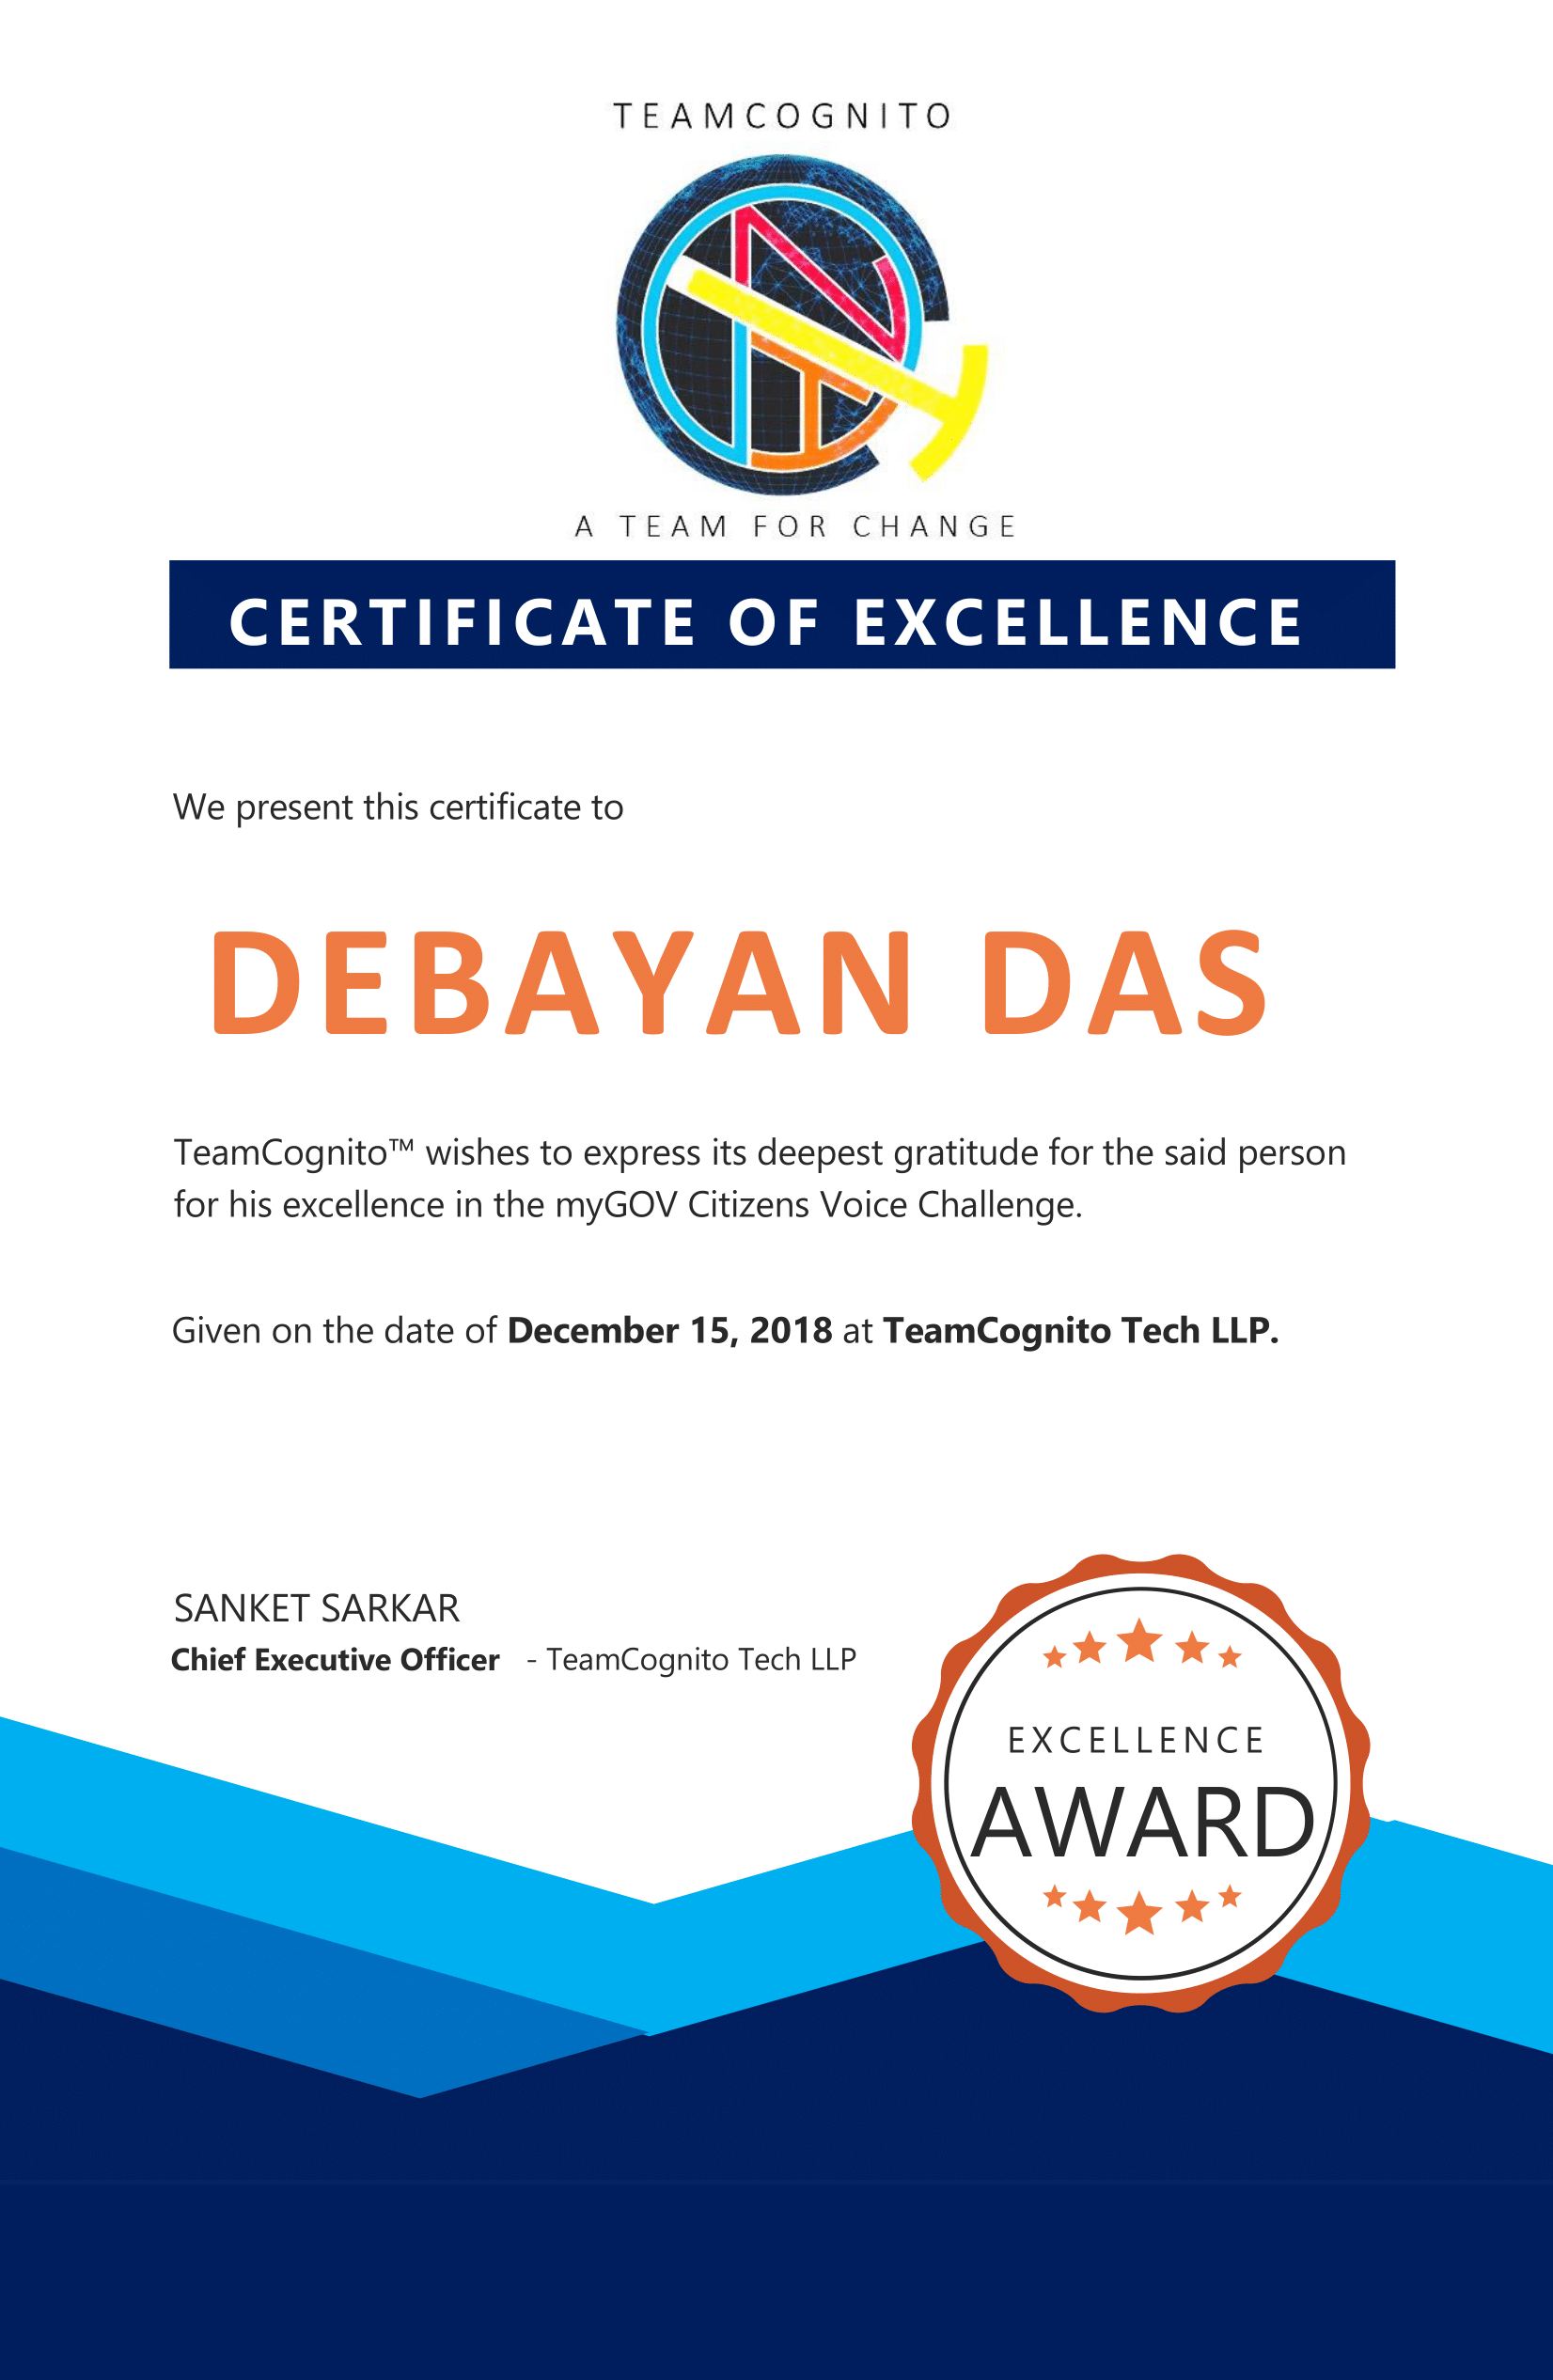 TEAMCOGNITO
A TEAM FOR CHANGE
CERTIFICATE OF EXCELLENCE
We present this certificate to
DEBAYAN DAS
TeamCognito™ wishes to express its deepest gratitude for the said person
for his excellence in the myGOV Citizens Voice Challenge.
Given on the date of December 15, 2018 at TeamCognito Tech LLP.
SANKET SARKAR
Chief Executive Officer - TeamCognito Tech LLP
EXCELLENCE
AWARD